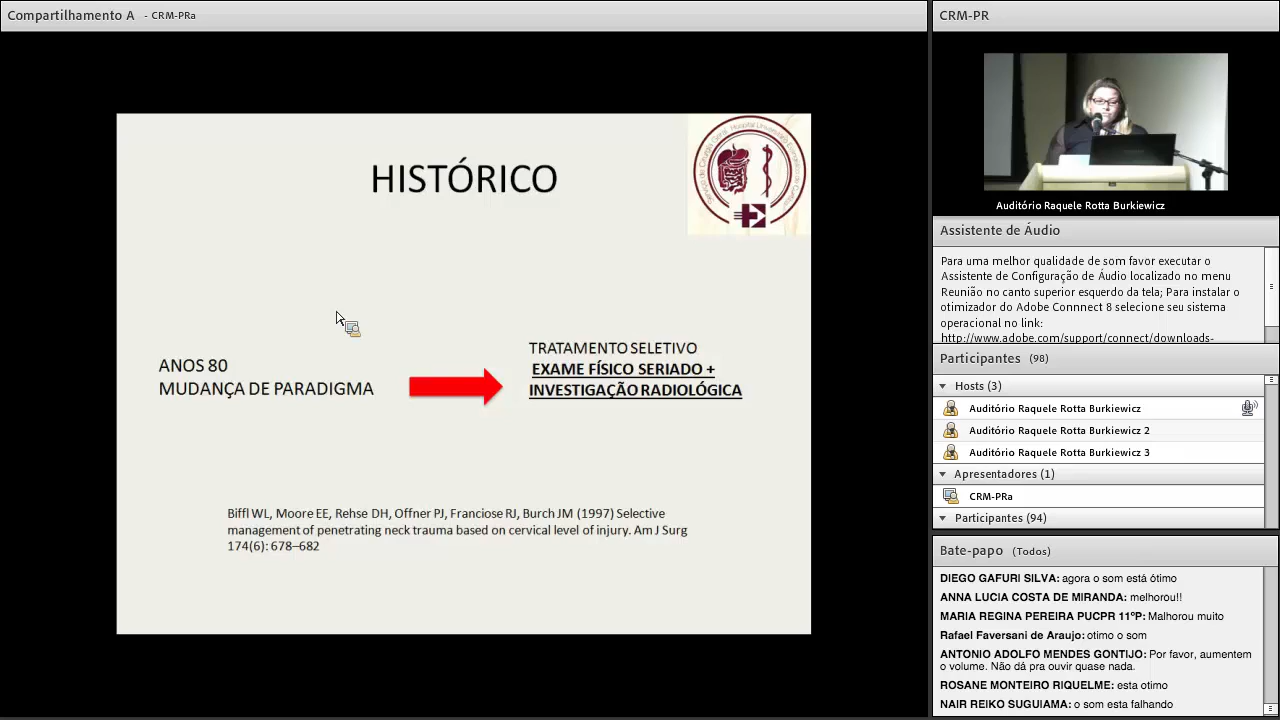 Compartilhamento A - CRM-PRa
HISTÓRICO
ANOS 80
MUDANÇA DE PARADIGMA
TRATAMENTO SELETIVO
EXAME FÍSICO SERIADO +
INVESTIGAÇÃO RADIOLÓGICA
Biffl WL, Moore EE, Rehse DH, Offner PJ, Franciose RJ, Burch JM (1997) Selective
management of penetrating neck trauma based on cervical level of injury. Am J Surg
174(6): 678–682
CRM-PR
Auditório Raquele Rotta Burkiewicz
Assistente de Áudio
Para uma melhor qualidade de som favor executar o
Assistente de Configuração de Áudio localizado no menu
Reunião no canto superior esquerdo da tela; Para instalar o
otimizador do Adobe Connnect 8 selecione seu sistema
operacional no link:
http://www.adobe.com/support/connect/downloads-
Participantes (98)
Hosts (3)
Auditório Raquele Rotta Burkiewicz
Auditório Raquele Rotta Burkiewicz 2
Auditório Raquele Rotta Burkiewicz 3
Apresentadores (1)
CRM-PRa
Participantes (94)
Bate-papo (Todos)
DIEGO GAFURI SILVA: agora o som está ótimo
ANNA LUCIA COSTA DE MIRANDA: melhorou!!
MARIA REGINA PEREIRA PUCPR 11ºP: Malhorou muito
Rafael Faversani de Araujo: otimo o som
ANTONIO ADOLFO MENDES GONTIJO: Por favor, aumentem
o volume. Não dá pra ouvir quase nada.
ROSANE MONTEIRO RIQUELME: esta otimo
NAIR REIKO SUGUIAMA: o som esta falhando